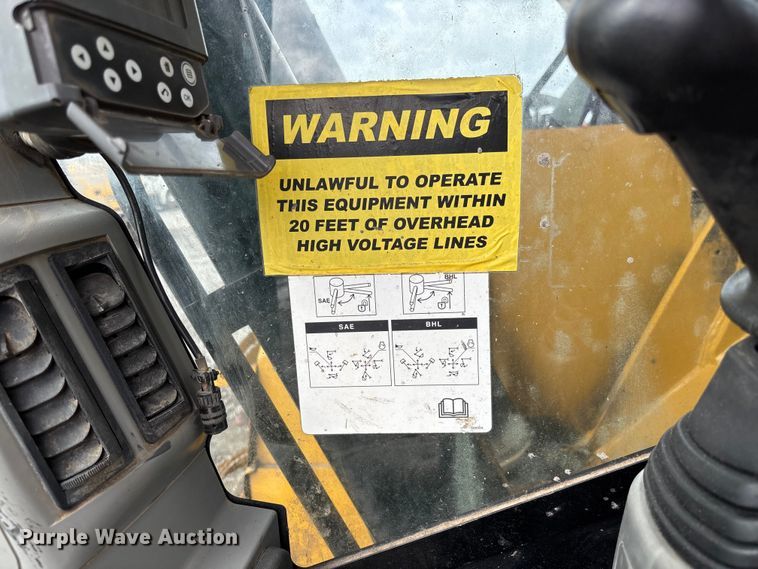 WARNING
UNLAWFUL TO OPERATE
THIS EQUIPMENT WITHIN
20 FEET OF OVERHEAD
HIGH VOLTAGE LINES
SAE
BHL
SAE
BHL
OK
Purple Wave Auction